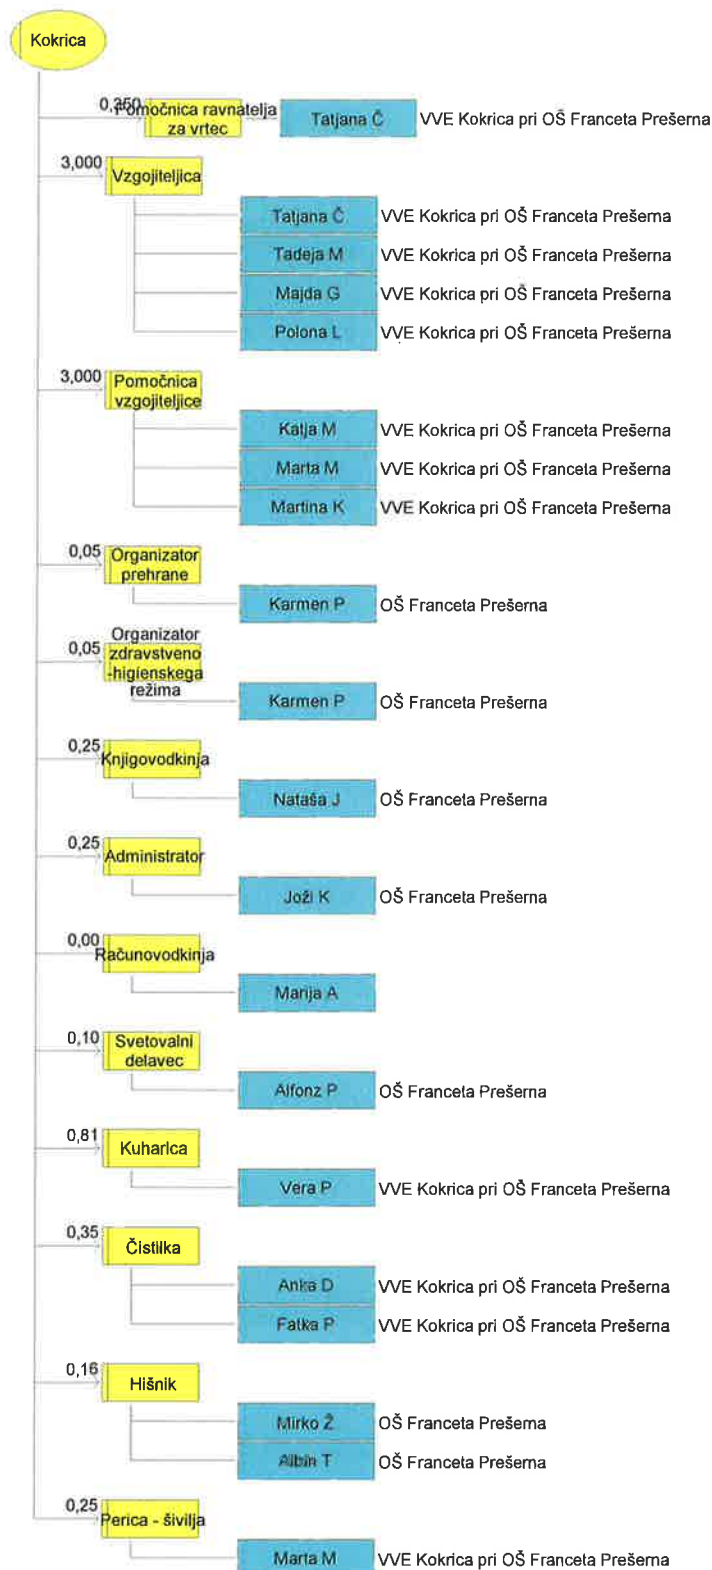 Kokrica
0,350
Pomočnica ravnatelja
za vrtec
Tatjana Č
VVE Kokrica pri OŠ Franceta Prešerna
3,000
Vzgojiteljica
Tatjana Č
VVE Kokrica pri OŠ Franceta Prešerna
Tadeja M
VVE Kokrica pri OŠ Franceta Prešerna
Majda G
VVE Kokrica pri OŠ Franceta Prešerna
Polona L
VVE Kokrica pri OŠ Franceta Prešerna
3,000
Pomočnica
vzgojiteljice
Katja M
VVE Kokrica pri OŠ Franceta Prešerna
Marta M
VVE Kokrica pri OŠ Franceta Prešerna
Martina K
VVE Kokrica pri OŠ Franceta Prešerna
0,05
Organizator
prehrane
Karmen P
OŠ Franceta Prešerna
0,05
Organizator
zdravstveno
-higienskega
režima
Karmen P
OŠ Franceta Prešerna
0,25
Knjigovodkinja
Nataša J
OŠ Franceta Prešerna
0,25
Administrator
Joži K
OŠ Franceta Prešerna
0,00
Računovodkinja
Marija A
0,10
Svetovalni
delavec
Alfonz P
OŠ Franceta Prešerna
0,81
Kuharica
Vera P
VVE Kokrica pri OŠ Franceta Prešerna
0,35
Čistilka
Anka D
VVE Kokrica pri OŠ Franceta Prešerna
Fatka P
VVE Kokrica pri OŠ Franceta Prešerna
0,16
Hišnik
Mirko Ž
OŠ Franceta Prešerna
Albin T
OŠ Franceta Prešerna
0,25
Perica - šivilja
Marta M
VVE Kokrica pri OŠ Franceta Prešerna